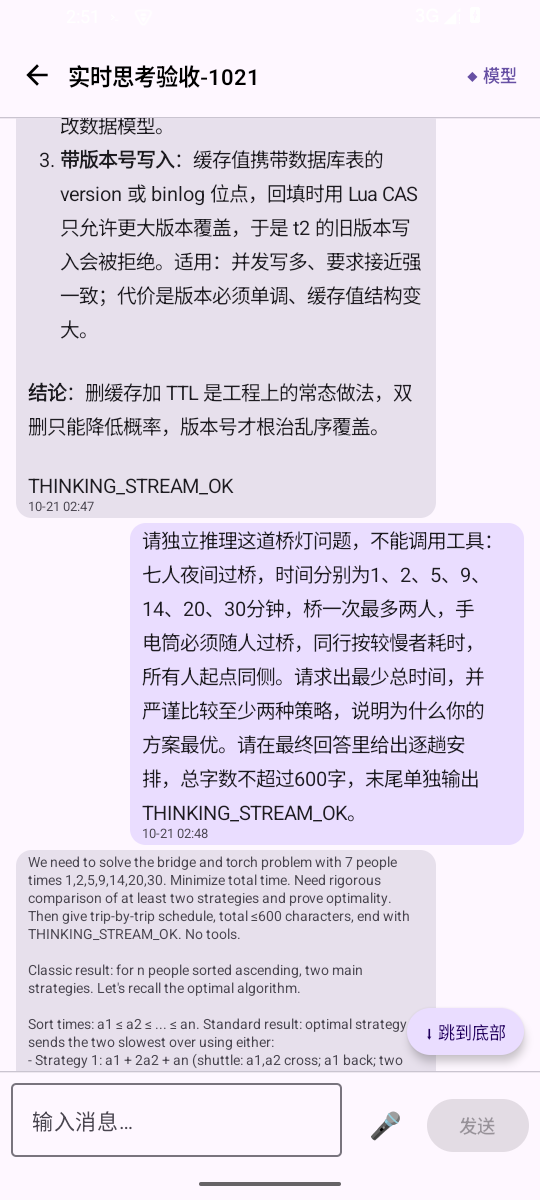 2:51
3G
实时思考验收-1021
◆ 模型
改数据模型。
3. 带版本号写入：缓存值携带数据库表的
version 或 binlog 位点，回填时用 Lua CAS
只允许更大版本覆盖，于是 t2 的旧版本写
入会被拒绝。适用：并发写多、要求接近强
一致；代价是版本必须单调、缓存值结构变
大。
结论：删缓存加 TTL 是工程上的常态做法，双
删只能降低概率，版本号才根治乱序覆盖。
THINKING_STREAM_OK
10-21 02:47
请独立推理这道桥灯问题，不能调用工具：
七人夜间过桥，时间分别为1、2、5、9、
14、20、30分钟，桥一次最多两人，手
电筒必须随人过桥，同行按较慢者耗时，
所有人起点同侧。请求出最少总时间，并
严谨比较至少两种策略，说明为什么你的
方案最优。请在最终回答里给出逐趟安
排，总字数不超过600字，末尾单独输出
THINKING_STREAM_OK。
10-21 02:48
We need to solve the bridge and torch problem with 7 people
times 1,2,5,9,14,20,30. Minimize total time. Need rigorous
comparison of at least two strategies and prove optimality.
Then give trip-by-trip schedule, total ≤600 characters, end with
THINKING_STREAM_OK. No tools.
Classic result: for n people sorted ascending, two main
strategies. Let's recall the optimal algorithm.
Sort times: a1 ≤ a2 ≤ ... ≤ an. Standard result: optimal strategy
sends the two slowest over using either:
- Strategy 1: a1 + 2a2 + an (shuttle: a1,a2 cross; a1 back; two
↓ 跳到底部
输入消息...
发送